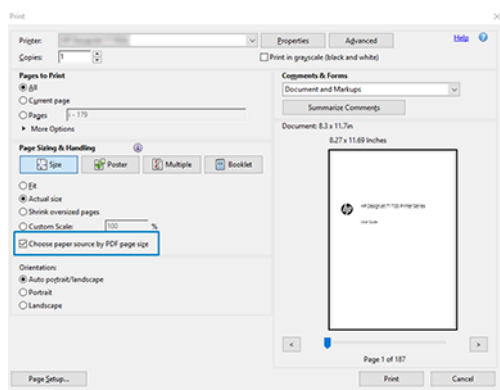 Print
Printer:
Properties
Advanced
Help
Copies:
1
Print in grayscale (black and white)
Pages to Print
All
Current page
Pages
1 - 179
More Options
Comments & Forms
Document and Markups
Summarize Comments
Page Sizing & Handling
Size
Poster
Multiple
Booklet
Fit
Actual size
Shrink oversized pages
Custom Scale:
100
%
Choose paper source by PDF page size
Orientation:
Auto portrait/landscape
Portrait
Landscape
Document: 8.3 x 11.7in
8.27 x 11.69 Inches
hp
User Guide
<
>
Page 1 of 187
Page Setup...
Print
Cancel